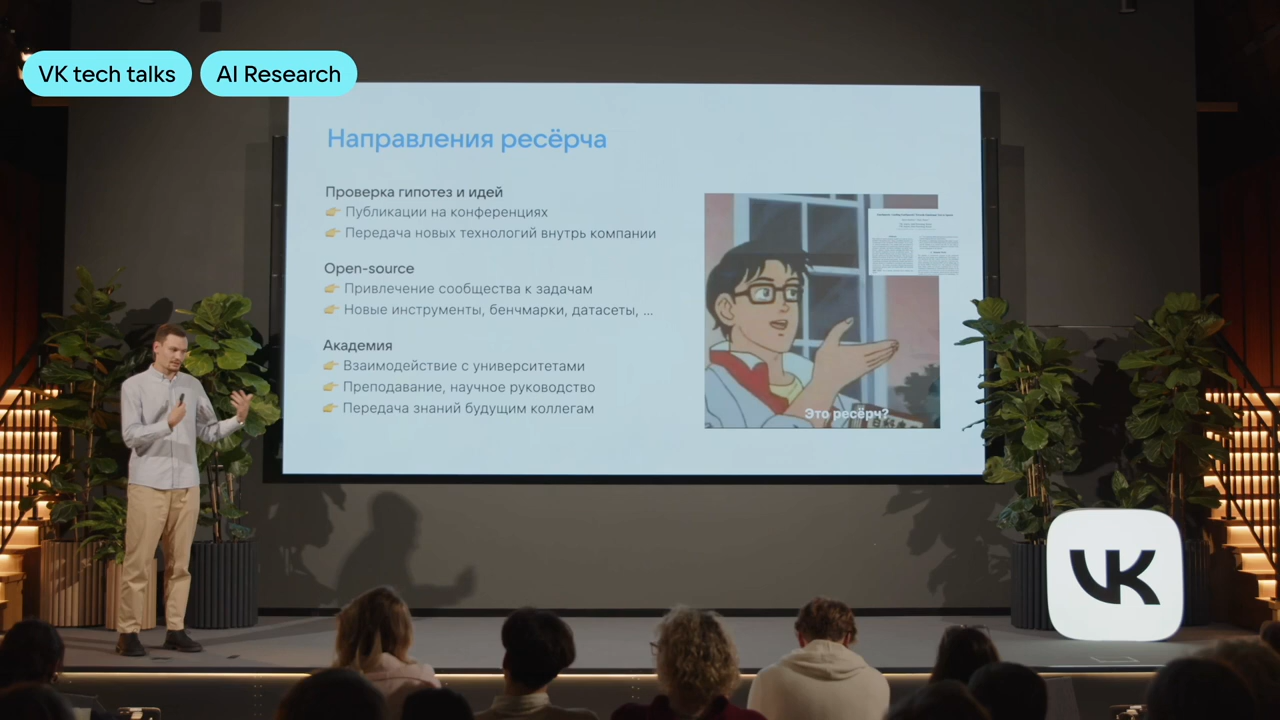 VK tech talks
AI Research
Направления ресёрча
Проверка гипотез и идей
👉 Публикации на конференциях
👉 Передача новых технологий внутрь компании
Open-source
👉 Привлечение сообщества к задачам
👉 Новые инструменты, бенчмарки, датасеты, ...
Академия
👉 Взаимодействие с университетами
👉 Преподавание, научное руководство
👉 Передача знаний будущим коллегам
Это ресёрч?
VK